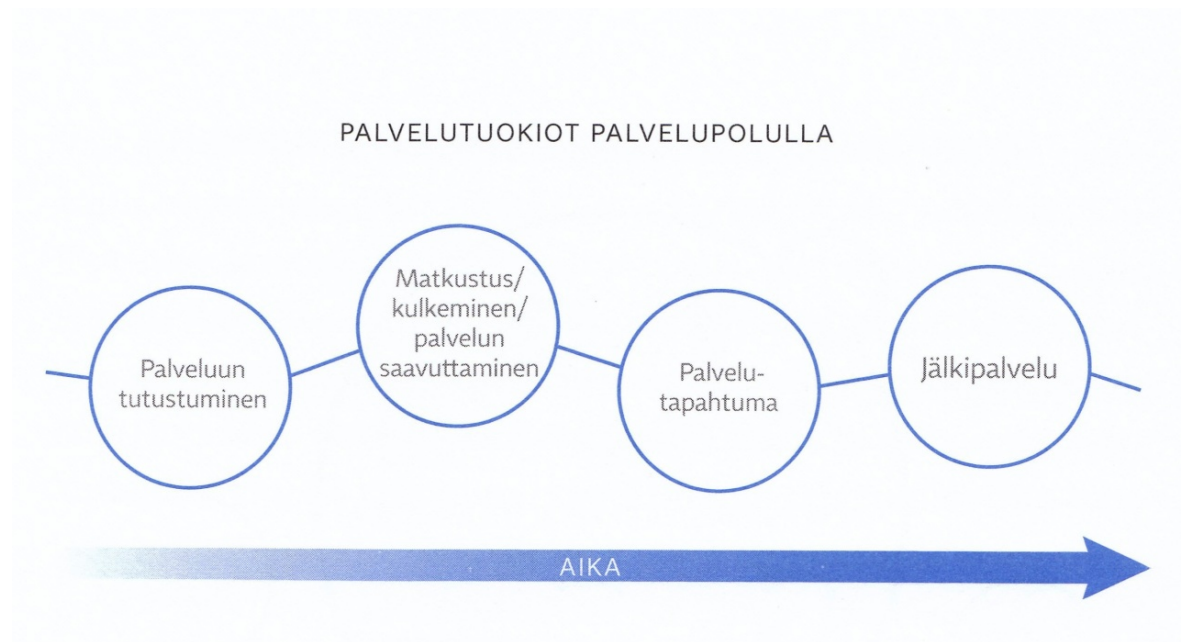 PALVELUTUOKIOT PALVELUPOLULLA
Palveluun
tutustuminen
Matkustus/
kulkeminen/
palvelun
saavuttaminen
Palvelu-
tapahtuma
Jälkipalvelu
AIKA